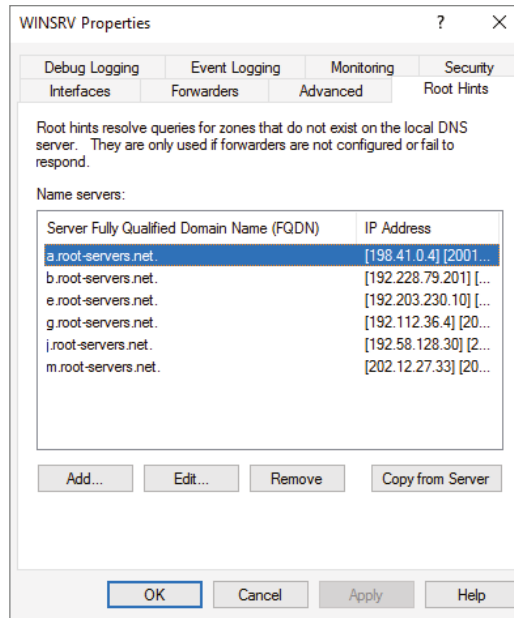 WINSRV Properties ? ×
Debug Logging Event Logging Monitoring Security
Interfaces Forwarders Advanced Root Hints
Root hints resolve queries for zones that do not exist on the local DNS
server. They are only used if forwarders are not configured or fail to
respond.
Name servers:
Server Fully Qualified Domain Name (FQDN) IP Address
a.root-servers.net. [198.41.0.4] [2001...
b.root-servers.net. [192.228.79.201] [...
e.root-servers.net. [192.203.230.10] [...
g.root-servers.net. [192.112.36.4] [20...
j.root-servers.net. [192.58.128.30] [2...
m.root-servers.net. [202.12.27.33] [20...
Add... Edit... Remove Copy from Server
OK Cancel Apply Help